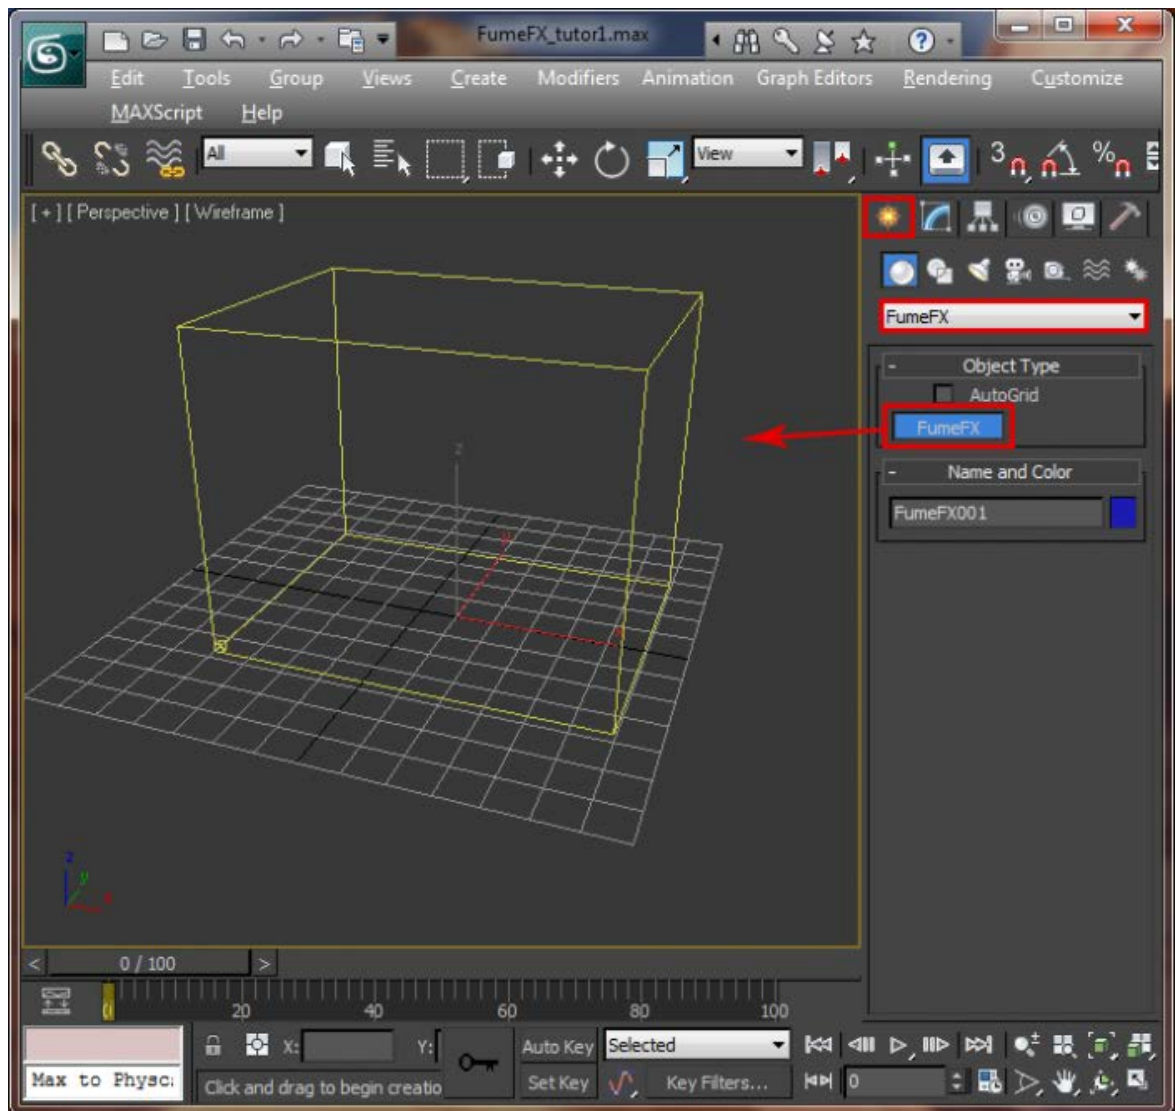 FumeFX_tutor1.max
Edit Tools Group Views Create Modifiers Animation Graph Editors Rendering Customize
MAXScript Help
All View 3 %
[ + ] [ Perspective ] [ Wireframe ]
FumeFX
- Object Type
AutoGrid
FumeFX
- Name and Color
FumeFX001
z
y
x
z
y
x
< 0 / 100 >
0 20 40 60 80 100
X: Y: Auto Key Selected
Max to Physc: Click and drag to begin creatio Set Key Key Filters... 0